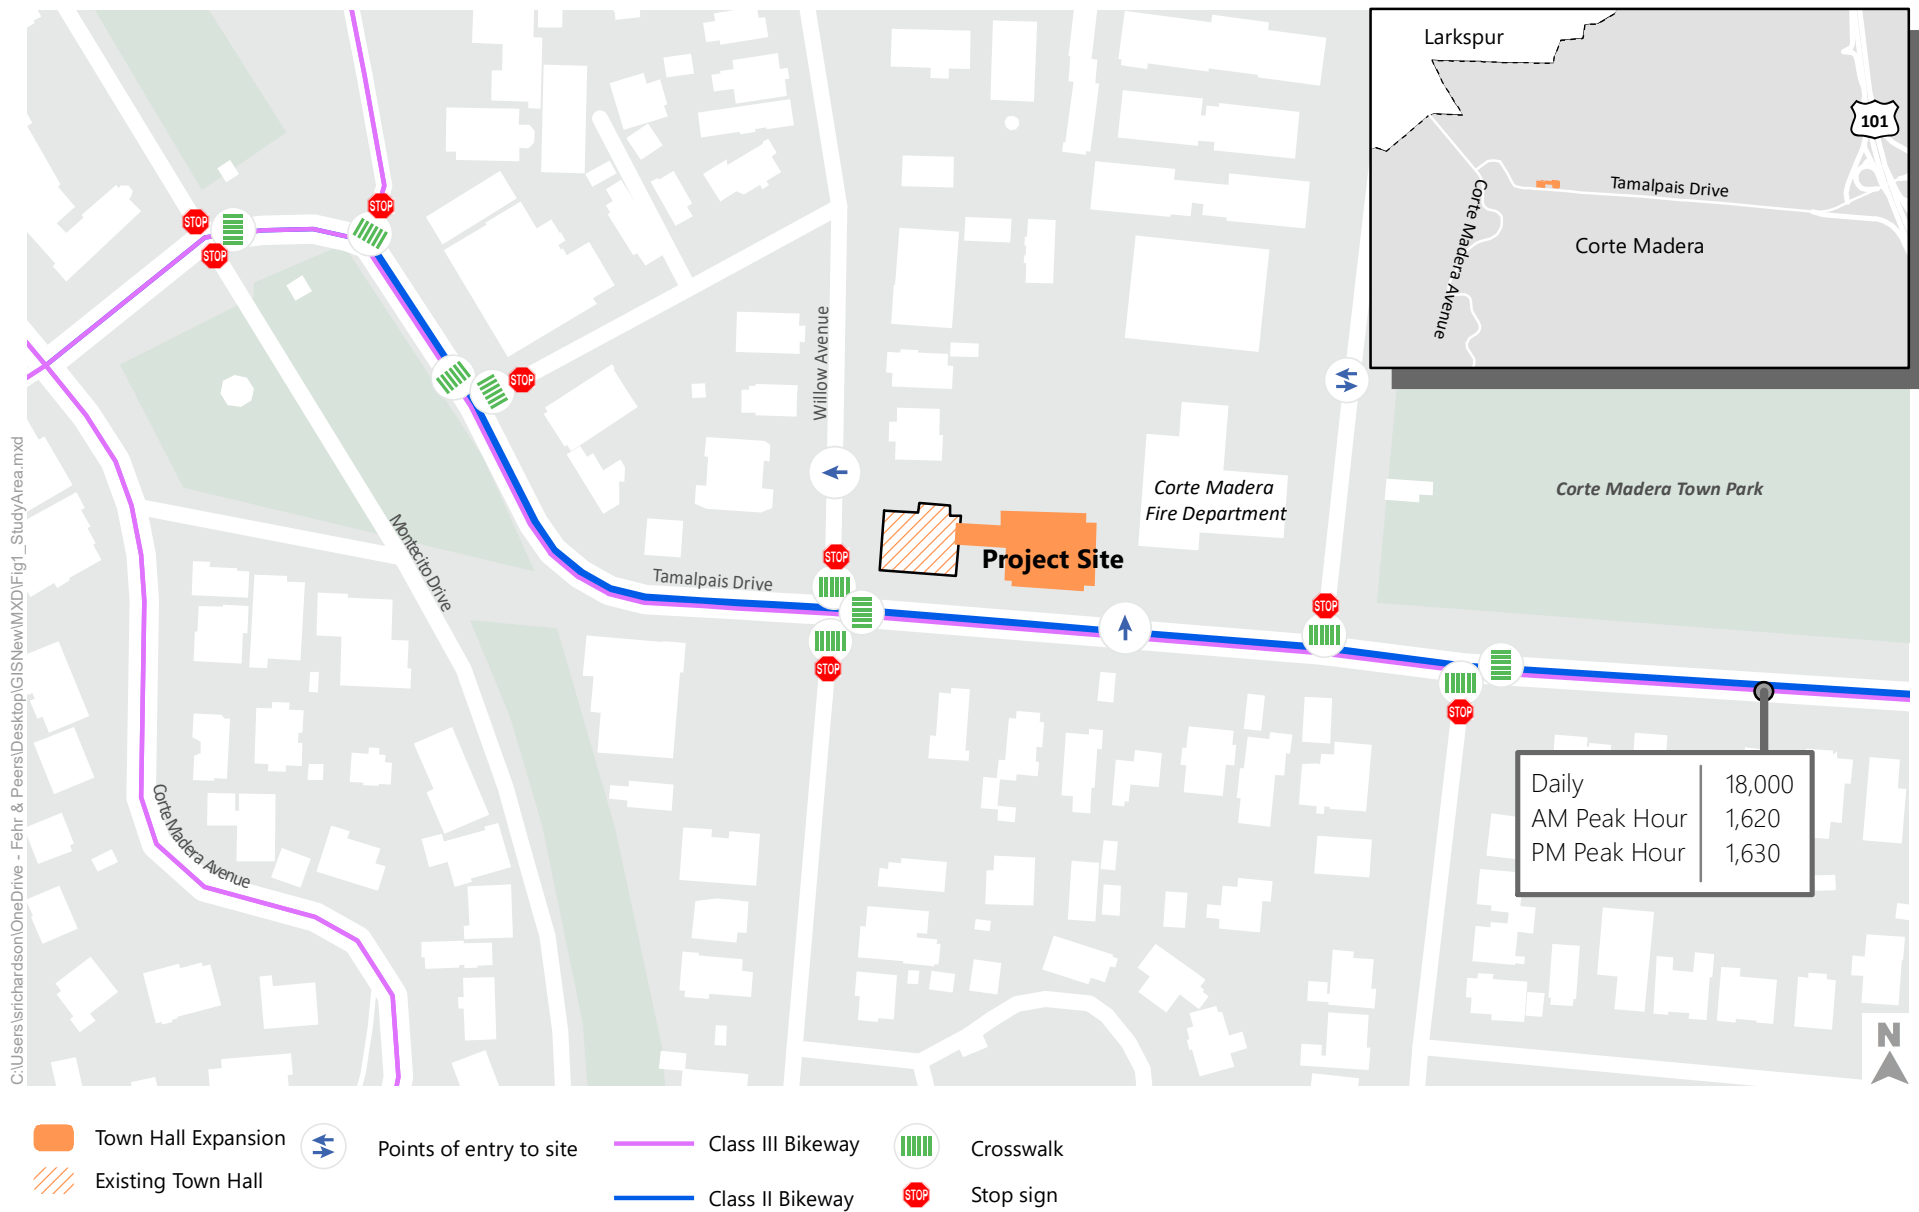 Larkspur
101
Tamalpais Drive
Corte Madera Avenue
Corte Madera
STOP
STOP
STOP
STOP
Willow Avenue
Corte Madera
Fire Department
Corte Madera Town Park
Montecito Drive
Tamalpais Drive
STOP
Project Site
STOP
STOP
STOP
Daily 18,000
AM Peak Hour 1,620
PM Peak Hour 1,630
Corte Madera Avenue
C:\Users\srichardson\OneDrive - Fehr & Peers\Desktop\GISNew\MXD\Fig1_StudyArea.mxd
N
Town Hall Expansion
Existing Town Hall
Points of entry to site
Class III Bikeway
Class II Bikeway
Crosswalk
STOP
Stop sign